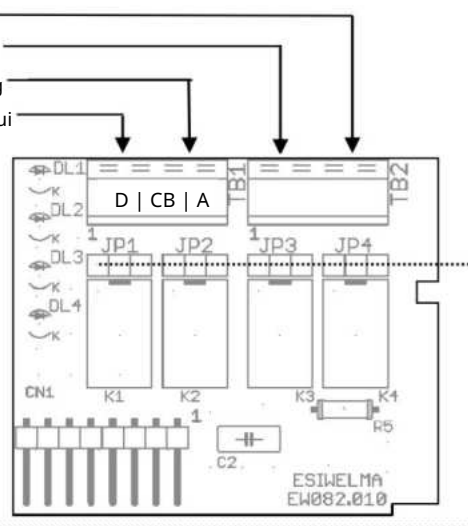 ui
DL1
TB1
TB2
D | CB | A
K
DL2
1
1
K
JP1
JP2
JP3
JP4
DL3
K
DL4
K
CN1
K1
K2
K3
K4
1
R5
C2
ESIWELMA
EW082.010